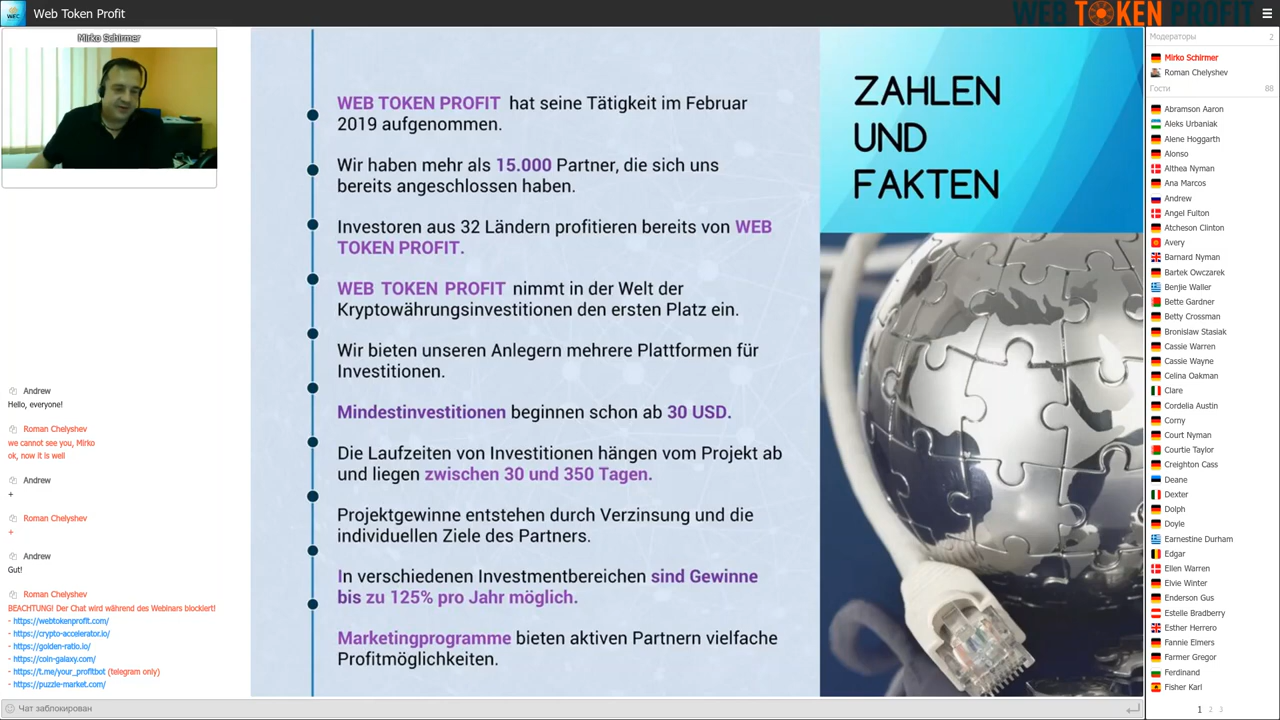 WEC
Web Token Profit
WEB TOKEN PROFIT
Mirko Schirmer
Andrew
Hello, everyone!
Roman Chelyshev
we cannot see you, Mirko
ok, now it is well
Andrew
+
Roman Chelyshev
+
Andrew
Gut!
Roman Chelyshev
BEACHTUNG! Der Chat wird während des Webinars blockiert!
- https://webtokenprofit.com/
- https://crypto-accelerator.io/
- https://golden-ratio.io/
- https://coin-galaxy.com/
- https://t.me/your_profitbot (telegram only)
- https://puzzle-market.com/
Чат заблокирован
WEB TOKEN PROFIT hat seine Tätigkeit im Februar
2019 aufgenommen.
Wir haben mehr als 15.000 Partner, die sich uns
bereits angeschlossen haben.
Investoren aus 32 Ländern profitieren bereits von WEB
TOKEN PROFIT.
WEB TOKEN PROFIT nimmt in der Welt der
Kryptowährungsinvestitionen den ersten Platz ein.
Wir bieten unseren Anlegern mehrere Plattformen für
Investitionen.
Mindestinvestitionen beginnen schon ab 30 USD.
Die Laufzeiten von Investitionen hängen vom Projekt ab
und liegen zwischen 30 und 350 Tagen.
Projektgewinne entstehen durch Verzinsung und die
individuellen Ziele des Partners.
In verschiedenen Investmentbereichen sind Gewinne
bis zu 125% pro Jahr möglich.
Marketingprogramme bieten aktiven Partnern vielfache
Profitmöglichkeiten.
ZAHLEN
UND
FAKTEN
Модераторы 2
Mirko Schirmer
Roman Chelyshev
Гости 88
Abramson Aaron
Aleks Urbaniak
Alene Hoggarth
Alonso
Althea Nyman
Ana Marcos
Andrew
Angel Fulton
Atcheson Clinton
Avery
Barnard Nyman
Bartek Owczarek
Benjie Waller
Bette Gardner
Betty Crossman
Bronislaw Stasiak
Cassie Warren
Cassie Wayne
Celina Oakman
Clare
Cordelia Austin
Corny
Court Nyman
Courtie Taylor
Creighton Cass
Deane
Dexter
Dolph
Doyle
Earnestine Durham
Edgar
Ellen Warren
Elvie Winter
Enderson Gus
Estelle Bradberry
Esther Herrero
Fannie Elmers
Farmer Gregor
Ferdinand
Fisher Karl
1 2 3